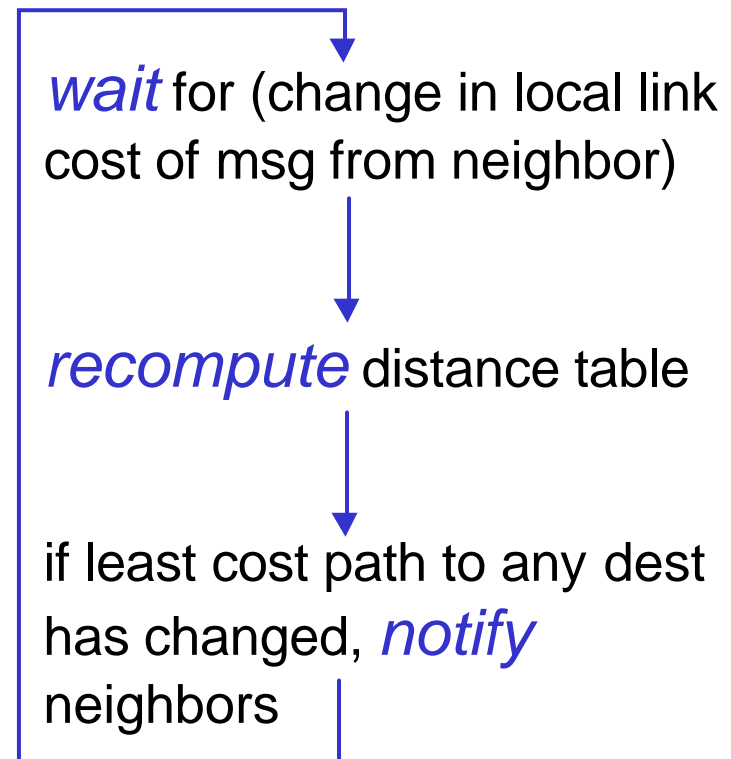 wait for (change in local link
cost of msg from neighbor)
recompute distance table
if least cost path to any dest
has changed, notify
neighbors